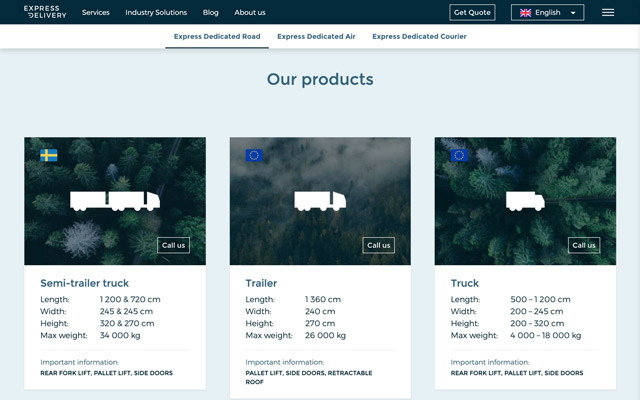 EXPRESS
DELIVERY
Services
Industry Solutions
Blog
About us
Get Quote
English
Express Dedicated Road
Express Dedicated Air
Express Dedicated Courier
Our products
Call us
Semi-trailer truck
Length: 1 200 & 720 cm
Width: 245 & 245 cm
Height: 320 & 270 cm
Max weight: 34 000 kg
Important information:
REAR FORK LIFT, PALLET LIFT, SIDE DOORS
Call us
Trailer
Length: 1 360 cm
Width: 240 cm
Height: 270 cm
Max weight: 26 000 kg
Important information:
PALLET LIFT, SIDE DOORS, RETRACTABLE
ROOF
Call us
Truck
Length: 500 – 1 200 cm
Width: 200 – 245 cm
Height: 200 – 320 cm
Max weight: 4 000 – 18 000 kg
Important information:
REAR FORK LIFT, PALLET LIFT, SIDE DOORS